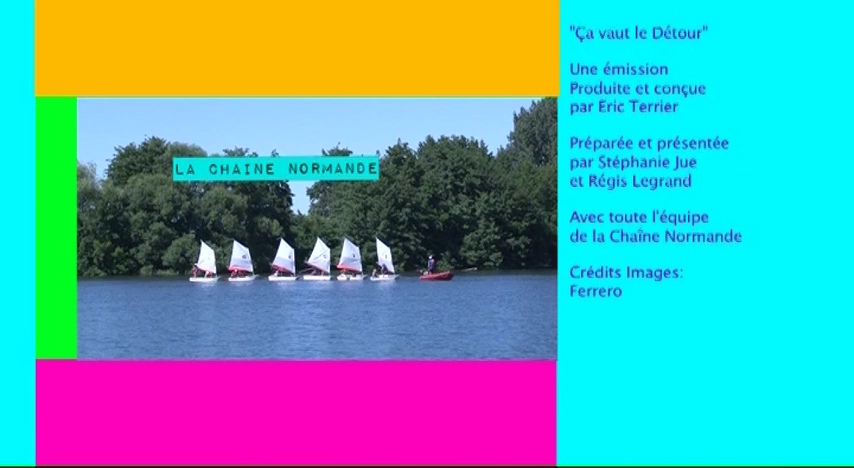 LA CHAINE NORMANDE
"Ça vaut le Détour"
Une émission
Produite et conçue
par Eric Terrier
Préparée et présentée
par Stéphanie Jue
et Régis Legrand
Avec toute l'équipe
de la Chaîne Normande
Crédits Images:
Ferrero